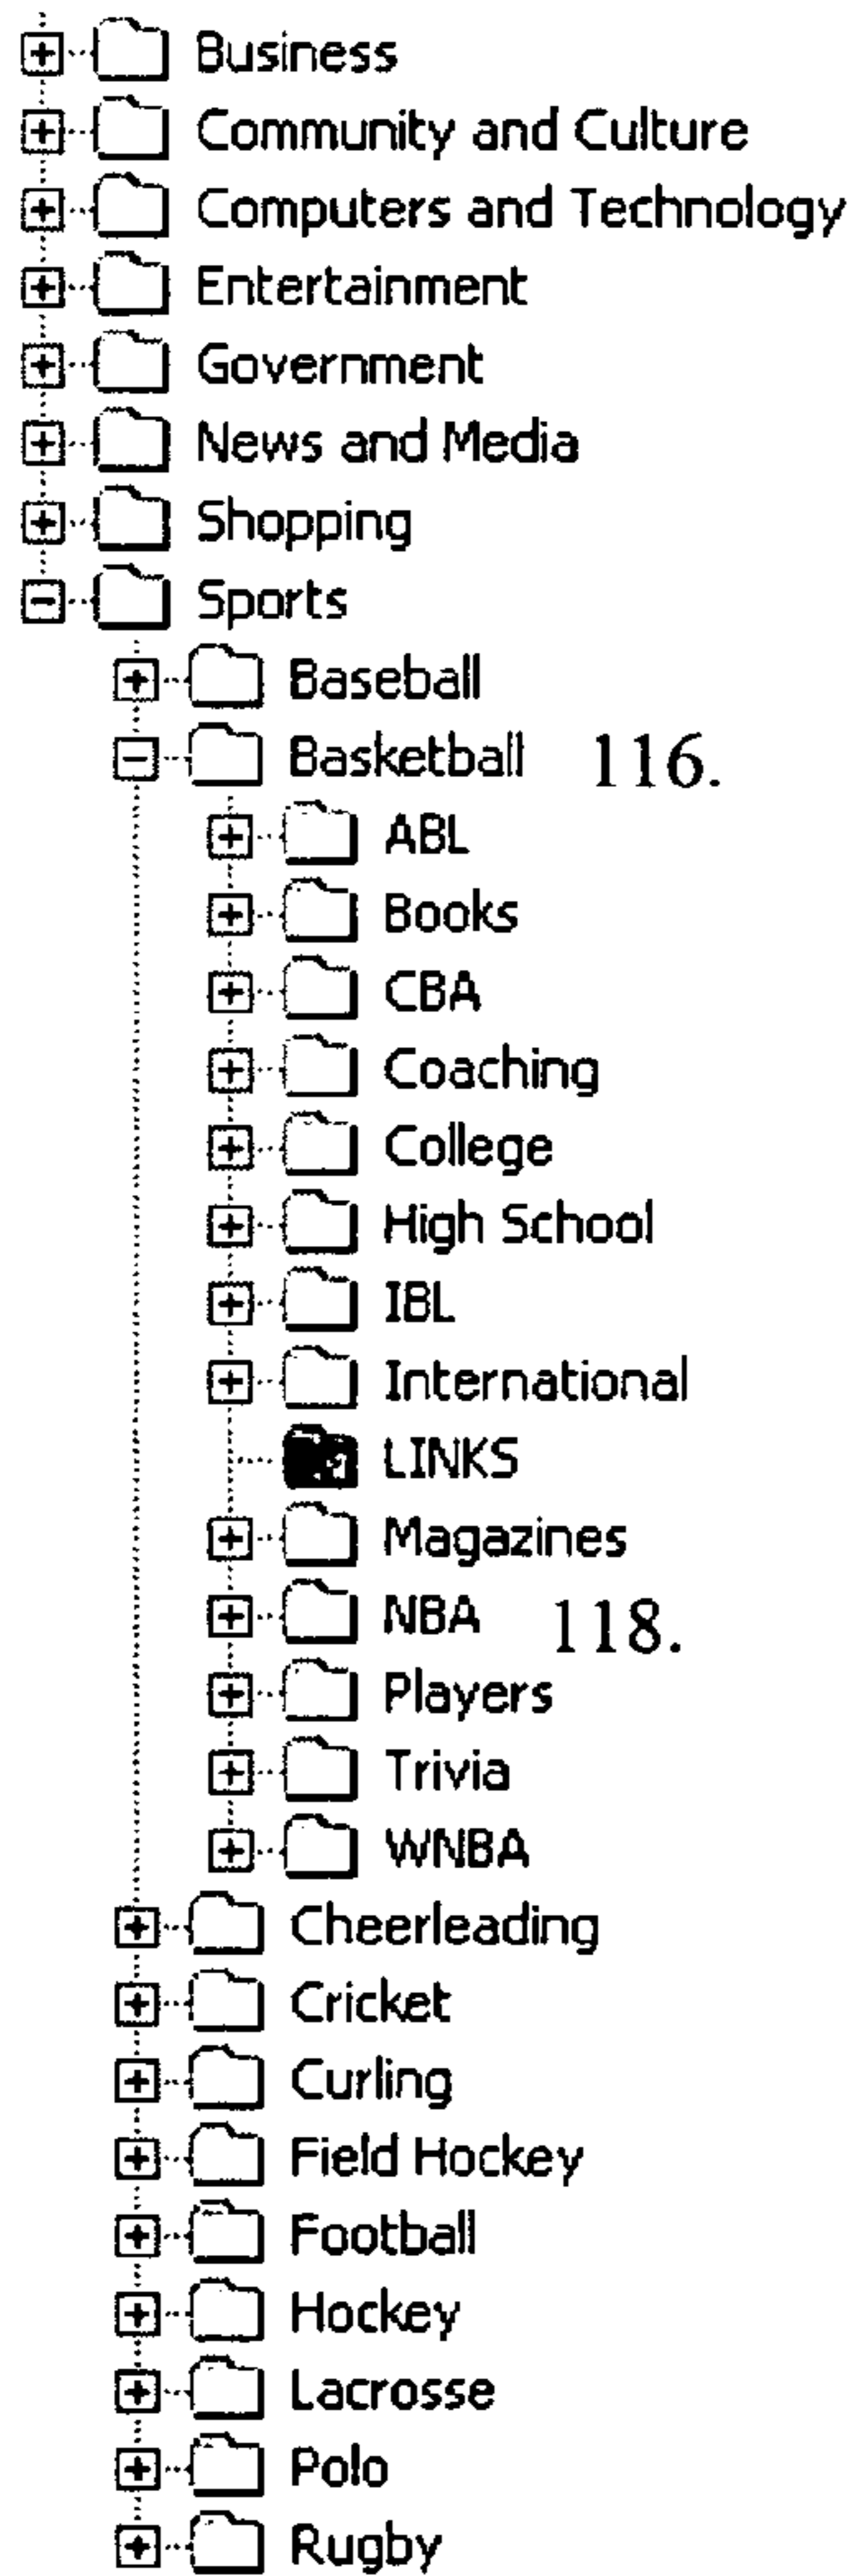 Business
Community and Culture
Computers and Technology
Entertainment
Government
News and Media
Shopping
Sports
Baseball
Basketball 116.
ABL
Books
CBA
Coaching
College
High School
IBL
International
LINKS
Magazines
NBA 118.
Players
Trivia
WNBA
Cheerleading
Cricket
Curling
Field Hockey
Football
Hockey
Lacrosse
Polo
Rugby